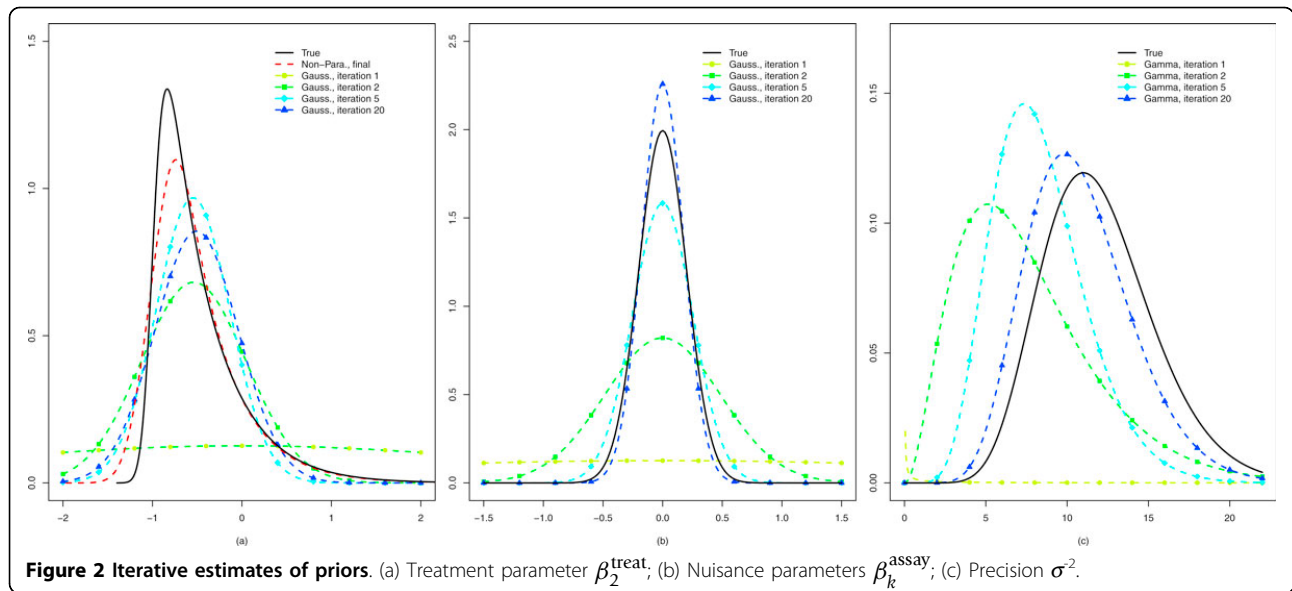 1.5
1.0
0.5
0.0
True
Non−Para., final
Gauss., iteration 1
Gauss., iteration 2
Gauss., iteration 5
Gauss., iteration 20
−2
−1
0
1
2
(a)
2.5
2.0
1.5
1.0
0.5
0.0
True
Gauss., iteration 1
Gauss., iteration 2
Gauss., iteration 5
Gauss., iteration 20
−1.5
−1.0
−0.5
0.0
0.5
1.0
1.5
(b)
0.15
0.10
0.05
0.00
True
Gamma, iteration 1
Gamma, iteration 2
Gamma, iteration 5
Gamma, iteration 20
0
5
10
15
20
(c)
Figure 2 Iterative estimates of priors. (a) Treatment parameter β₂^treat; (b) Nuisance parameters βₖ^assay; (c) Precision σ⁻².